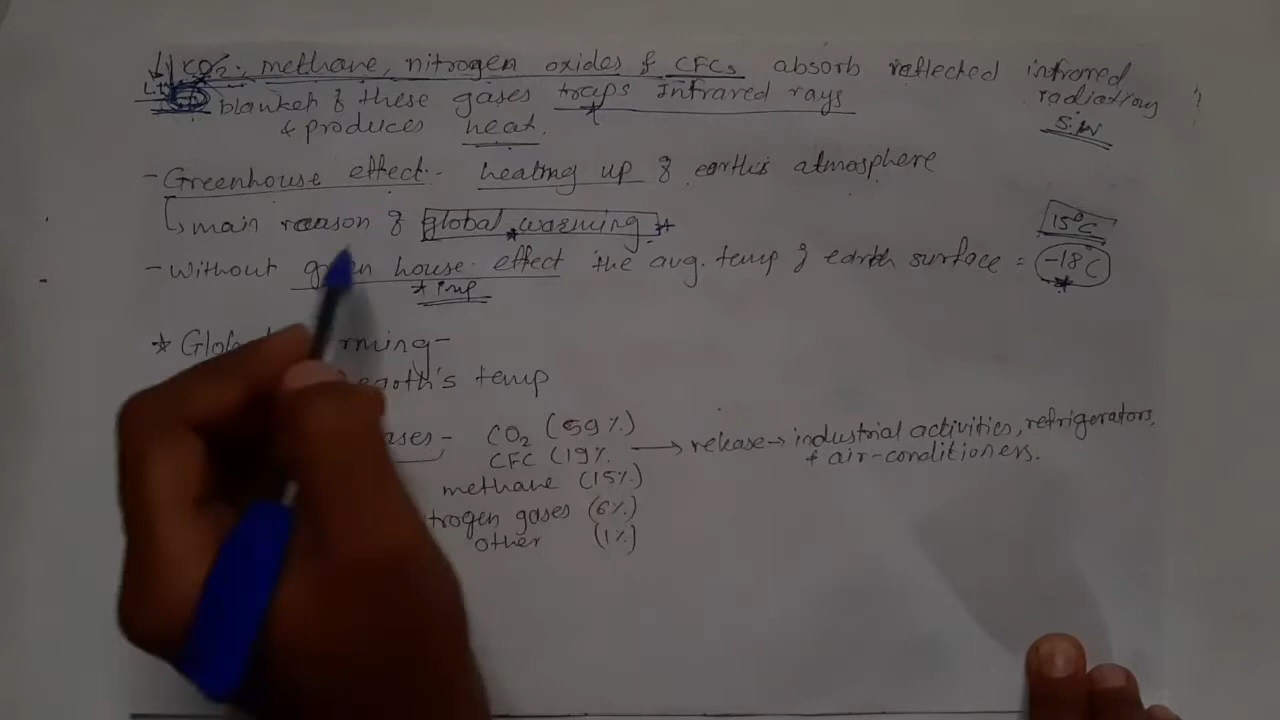 CO2, methane, nitrogen oxides & CFCs absorb reflected infrared radiations
blanket of these gases traps Infrared rays
& produces heat.
- Greenhouse effect - heating up of earth's atmosphere
main reason of global warming
15°C
- Without green house effect the avg. temp of earth surface = -18°C
* Imp
* Glob rming -
earth's temp
ases - CO2 (59%)
CFC (19% → release → industrial activities, refrigerators,
+ air-conditioners.
methane (15%)
trogen gases (6%)
other (1%)